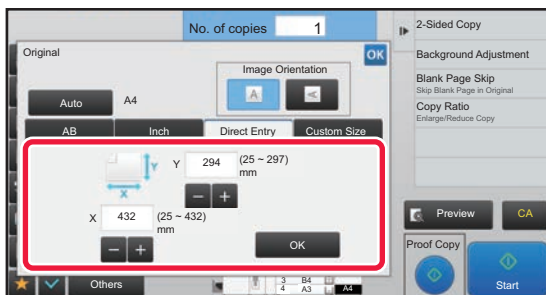 No. of copies 1
2-Sided Copy
Original
OK
Background Adjustment
Image Orientation
Blank Page Skip
Skip Blank Page in Original
A A
Copy Ratio
Enlarge/Reduce Copy
Auto A4
AB Inch Direct Entry Custom Size
Y Y 294 (25 ~ 297)
mm
X
− +
X 432 (25 ~ 432)
mm
− + OK
Preview CA
Proof Copy
Others
3 B4
4 A3 A4
Start